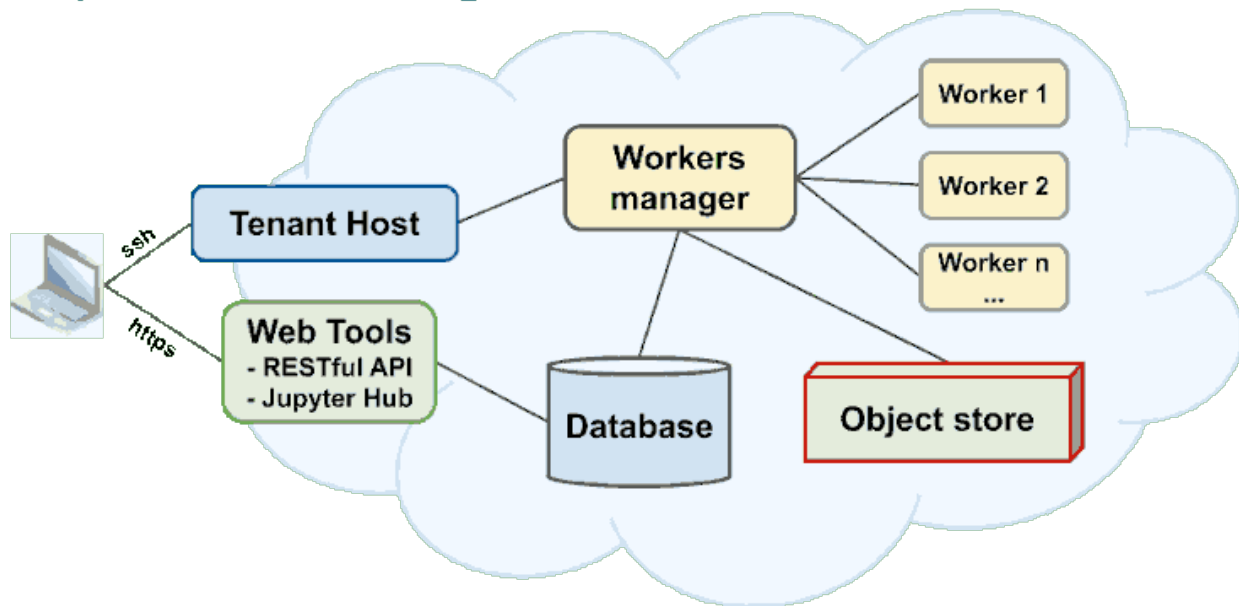 ssh
https
Tenant Host
Web Tools
- RESTful API
- Jupyter Hub
Workers
manager
Database
Worker 1
Worker 2
Worker n
...
Object store